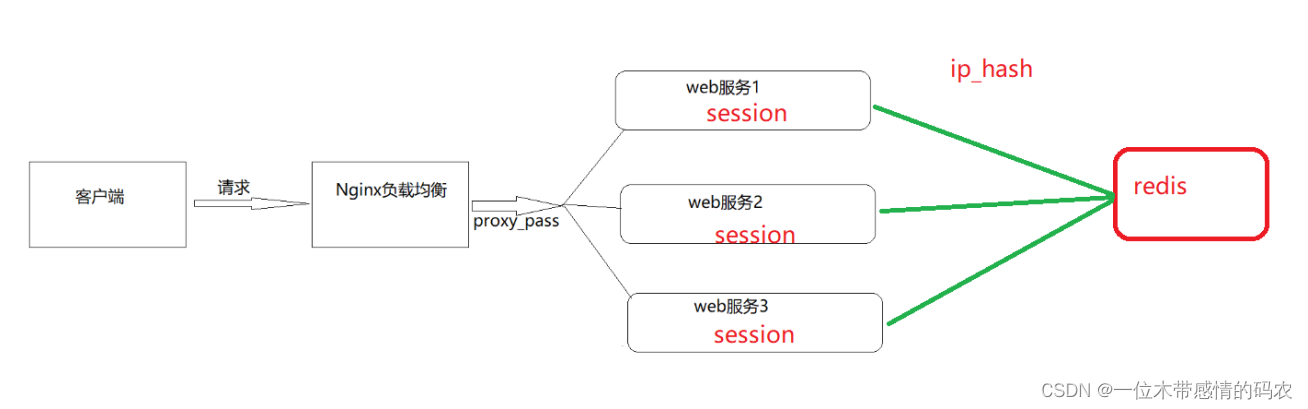 ip_hash
web服务1
session
客户端
请求
Nginx负载均衡
proxy_pass
web服务2
session
redis
web服务3
session
CSDN @一位木带感情的码农